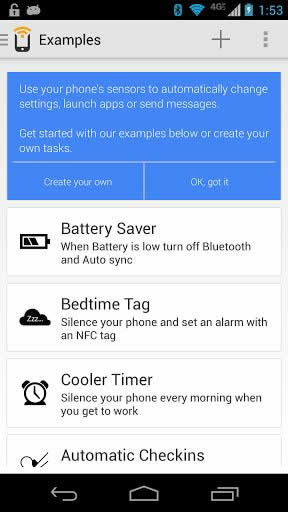 4G 1:53
Examples
Use your phone's sensors to automatically change
settings, launch apps or send messages.
Get started with our examples below or create your
own tasks.
Create your own
OK, got it
Battery Saver
When Battery is low turn off Bluetooth
and Auto sync
Zzz...
Bedtime Tag
Silence your phone and set an alarm with
an NFC tag
Cooler Timer
Silence your phone every morning when
you get to work
Automatic Checkins